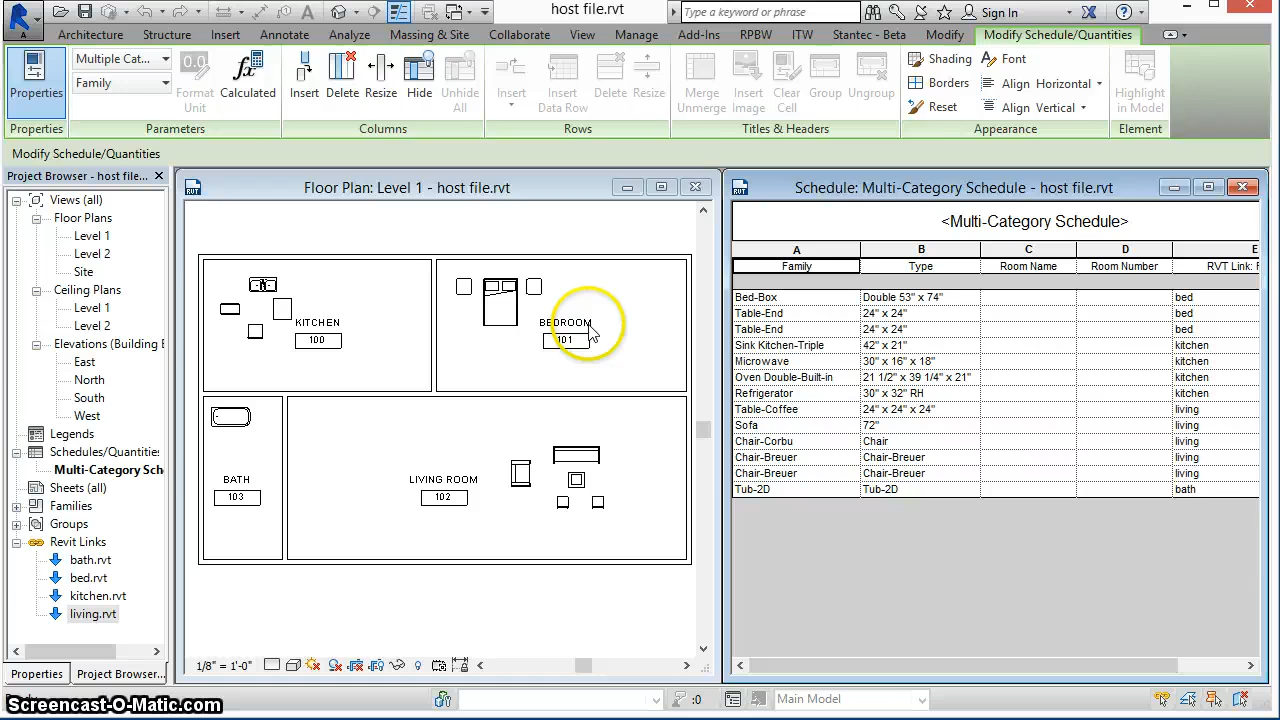 host file.rvt
Type a keyword or phrase
Sign In
Architecture
Structure
Insert
Annotate
Analyze
Massing & Site
Collaborate
View
Manage
Add-Ins
RPBW
ITW
Stantec - Beta
Modify
Modify Schedule/Quantities
Properties
Multiple Cat...
Family
Format Unit
Calculated
Insert
Delete
Resize
Hide
Unhide All
Insert
Insert Data Row
Delete
Resize
Merge Unmerge
Insert Image
Clear Cell
Group
Ungroup
Shading
Borders
Reset
Font
Align Horizontal
Align Vertical
Highlight in Model
Properties
Parameters
Columns
Rows
Titles & Headers
Appearance
Element
Modify Schedule/Quantities
Project Browser - host file.rvt
Views (all)
Floor Plans
Level 1
Level 2
Site
Ceiling Plans
Level 1
Level 2
Elevations (Building E
East
North
South
West
Legends
Schedules/Quantities
Multi-Category Sch
Sheets (all)
Families
Groups
Revit Links
bath.rvt
bed.rvt
kitchen.rvt
living.rvt
Properties
Project Browser...
Floor Plan: Level 1 - host file.rvt
KITCHEN
100
BEDROOM
101
BATH
103
LIVING ROOM
102
1/8" = 1'-0"
Schedule: Multi-Category Schedule - host file.rvt
<Multi-Category Schedule>
A B C D E
Family Type Room Name Room Number RVT Link: F
Bed-Box Double 53" x 74" bed
Table-End 24" x 24" bed
Table-End 24" x 24" bed
Sink Kitchen-Triple 42" x 21" kitchen
Microwave 30" x 16" x 18" kitchen
Oven Double-Built-in 21 1/2" x 39 1/4" x 21" kitchen
Refrigerator 30" x 32" RH kitchen
Table-Coffee 24" x 24" x 24" living
Sofa 72" living
Chair-Corbu Chair living
Chair-Breuer Chair-Breuer living
Chair-Breuer Chair-Breuer living
Tub-2D Tub-2D bath
:0
Main Model
Screencast-O-Matic.com